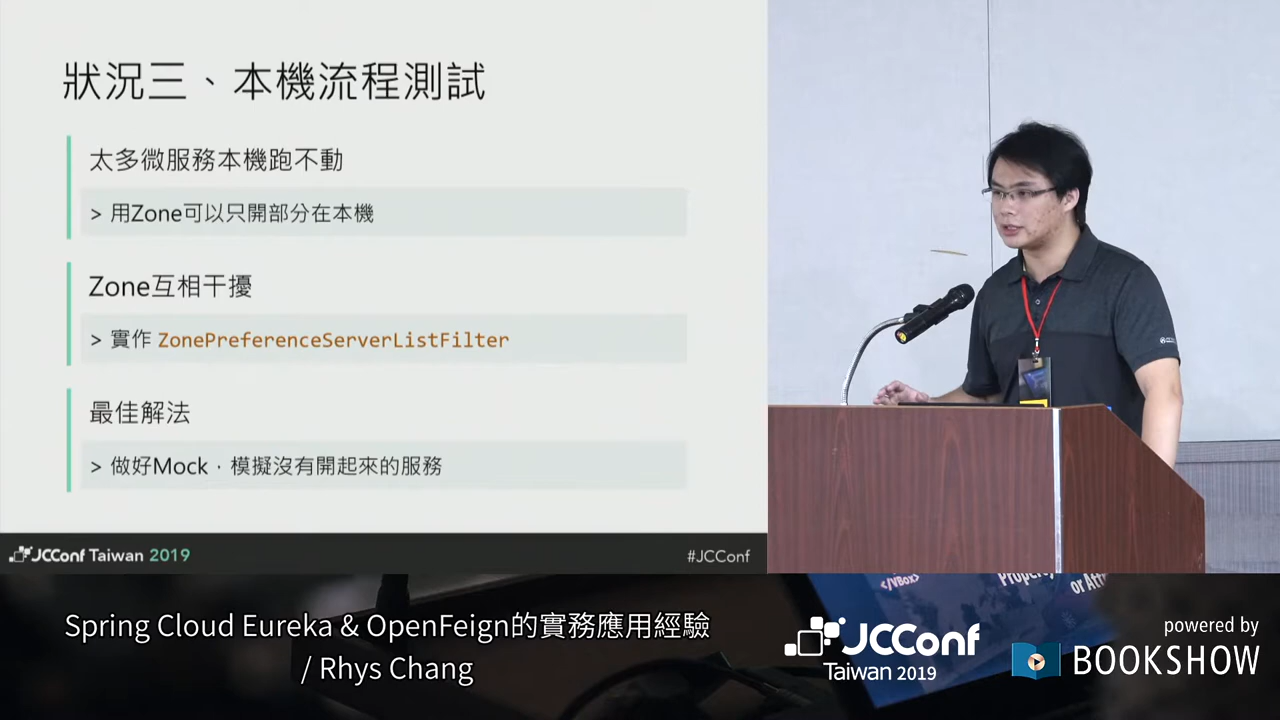 狀況三、本機流程測試
太多微服務本機跑不動
> 用Zone可以只開部分在本機
Zone互相干擾
> 實作 ZonePreferenceServerListFilter
最佳解法
> 做好Mock，模擬沒有開起來的服務
JCConf Taiwan 2019
#JCConf
</VBox>
Spring Cloud Eureka & OpenFeign的實務應用經驗
/ Rhys Chang
JCConf
Taiwan 2019
powered by
BOOKSHOW